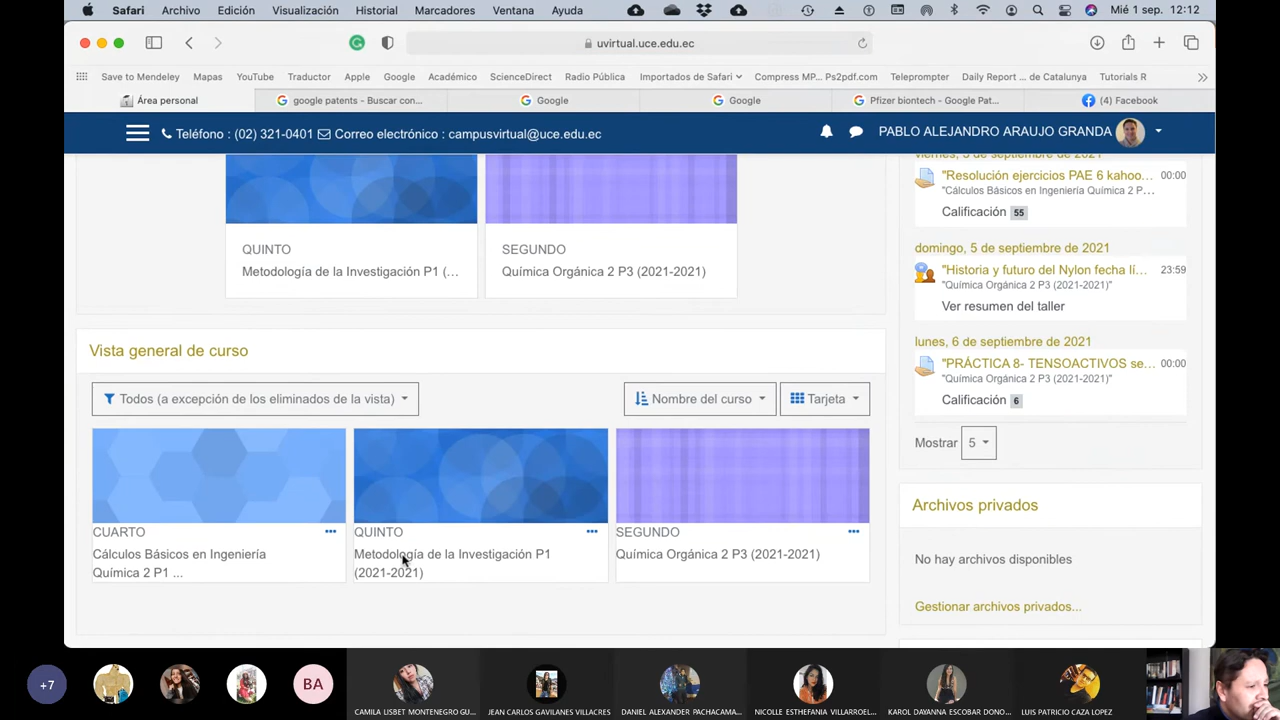 Safari Archivo Edición Visualización Historial Marcadores Ventana Ayuda Mié 1 sep. 12:12
uvirtual.uce.edu.ec
Save to Mendeley Mapas YouTube Traductor Apple Google Académico ScienceDirect Radio Pública Importados de Safari Compress MP... Ps2pdf.com Teleprompter Daily Report ... de Catalunya Tutorials R
Área personal google patents - Buscar con... Google Google Pfizer biontech - Google Pat... (4) Facebook
Teléfono : (02) 321-0401 Correo electrónico : campusvirtual@uce.edu.ec PABLO ALEJANDRO ARAUJO GRANDA
QUINTO
Metodología de la Investigación P1 (...
SEGUNDO
Química Orgánica 2 P3 (2021-2021)
Vista general de curso
Todos (a excepción de los eliminados de la vista) Nombre del curso Tarjeta
CUARTO
Cálculos Básicos en Ingeniería
Química 2 P1 ...
QUINTO
Metodología de la Investigación P1
(2021-2021)
SEGUNDO
Química Orgánica 2 P3 (2021-2021)
"Resolución ejercicios PAE 6 kahoo... 00:00
"Cálculos Básicos en Ingeniería Química 2 P...
Calificación 55
domingo, 5 de septiembre de 2021
"Historia y futuro del Nylon fecha lí... 23:59
"Química Orgánica 2 P3 (2021-2021)"
Ver resumen del taller
lunes, 6 de septiembre de 2021
"PRÁCTICA 8- TENSOACTIVOS se... 00:00
"Química Orgánica 2 P3 (2021-2021)"
Calificación 6
Mostrar 5
Archivos privados
No hay archivos disponibles
Gestionar archivos privados...
+7 BA
CAMILA LISBET MONTENEGRO GU... JEAN CARLOS GAVILANES VILLACRES DANIEL ALEXANDER PACHACAMA... NICOLLE ESTHEFANIA VILLARROEL... KAROL DAYANNA ESCOBAR DONO... LUIS PATRICIO CAZA LOPEZ